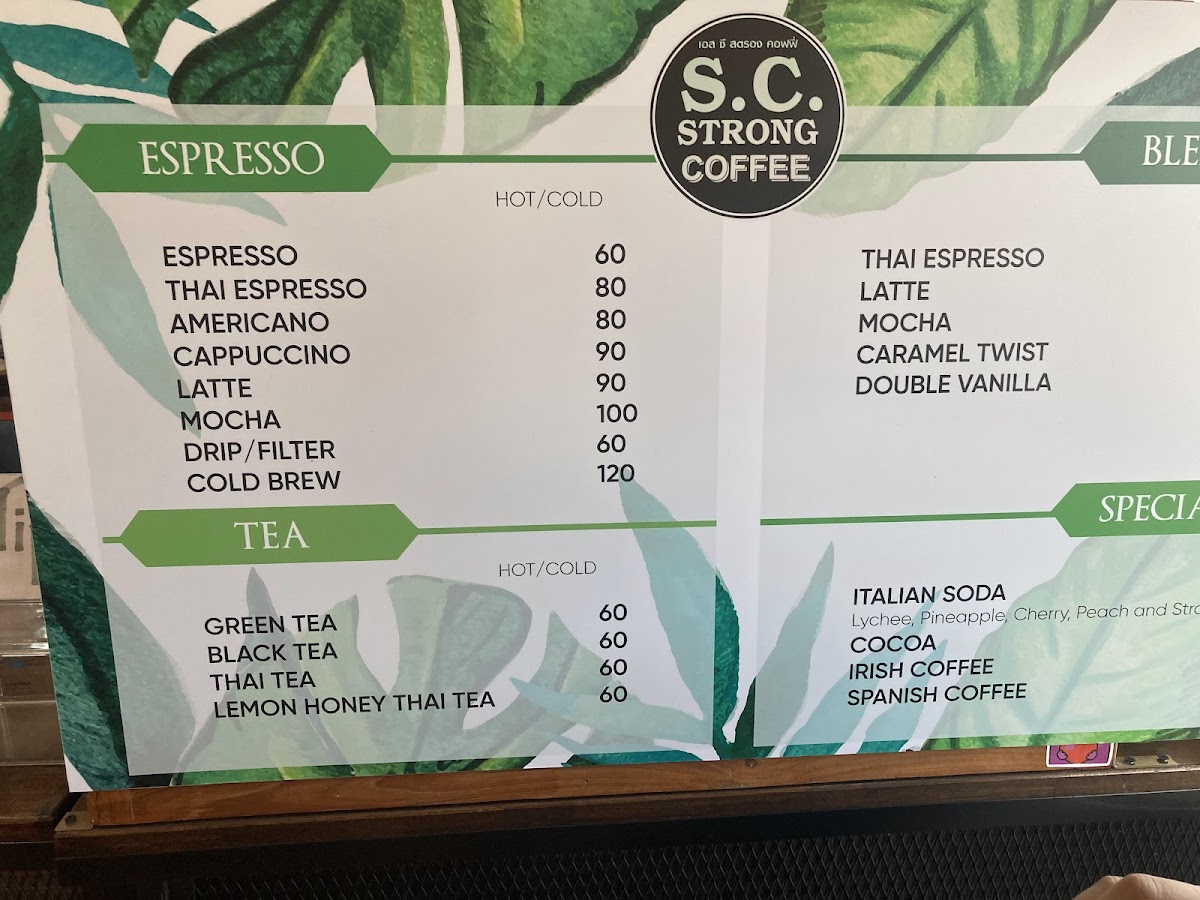 เอส ซี สตรอง คอฟฟี่
S.C.
STRONG
COFFEE
ESPRESSO
HOT/COLD
ESPRESSO 60
THAI ESPRESSO 80
AMERICANO 80
CAPPUCCINO 90
LATTE 90
MOCHA 100
DRIP/FILTER 60
COLD BREW 120
TEA
HOT/COLD
GREEN TEA 60
BLACK TEA 60
THAI TEA 60
LEMON HONEY THAI TEA 60
BLE
THAI ESPRESSO
LATTE
MOCHA
CARAMEL TWIST
DOUBLE VANILLA
SPECIA
ITALIAN SODA
Lychee, Pineapple, Cherry, Peach and Stra
COCOA
IRISH COFFEE
SPANISH COFFEE